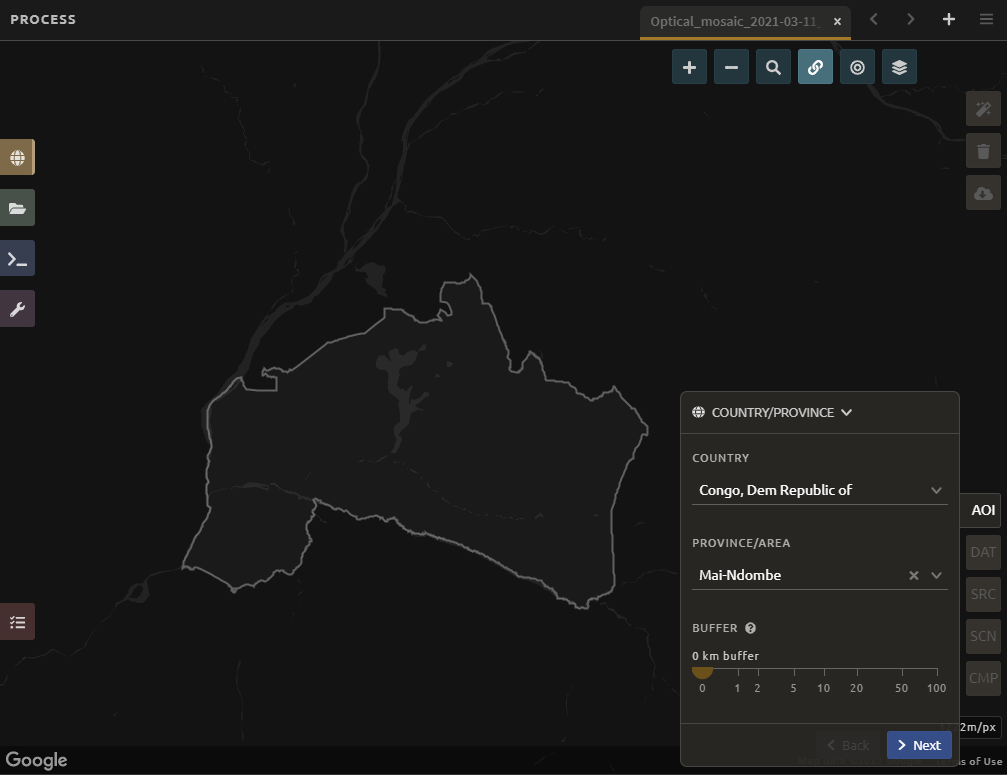 PROCESS
Optical_mosaic_2021-03-11_
COUNTRY/PROVINCE
COUNTRY
Congo, Dem Republic of
PROVINCE/AREA
Mai-Ndombe
BUFFER
0 km buffer
0 1 2 5 10 20 50 100
Back
Next
AOI
DAT
SRC
SCN
CMP
2m/px
Google
of Use